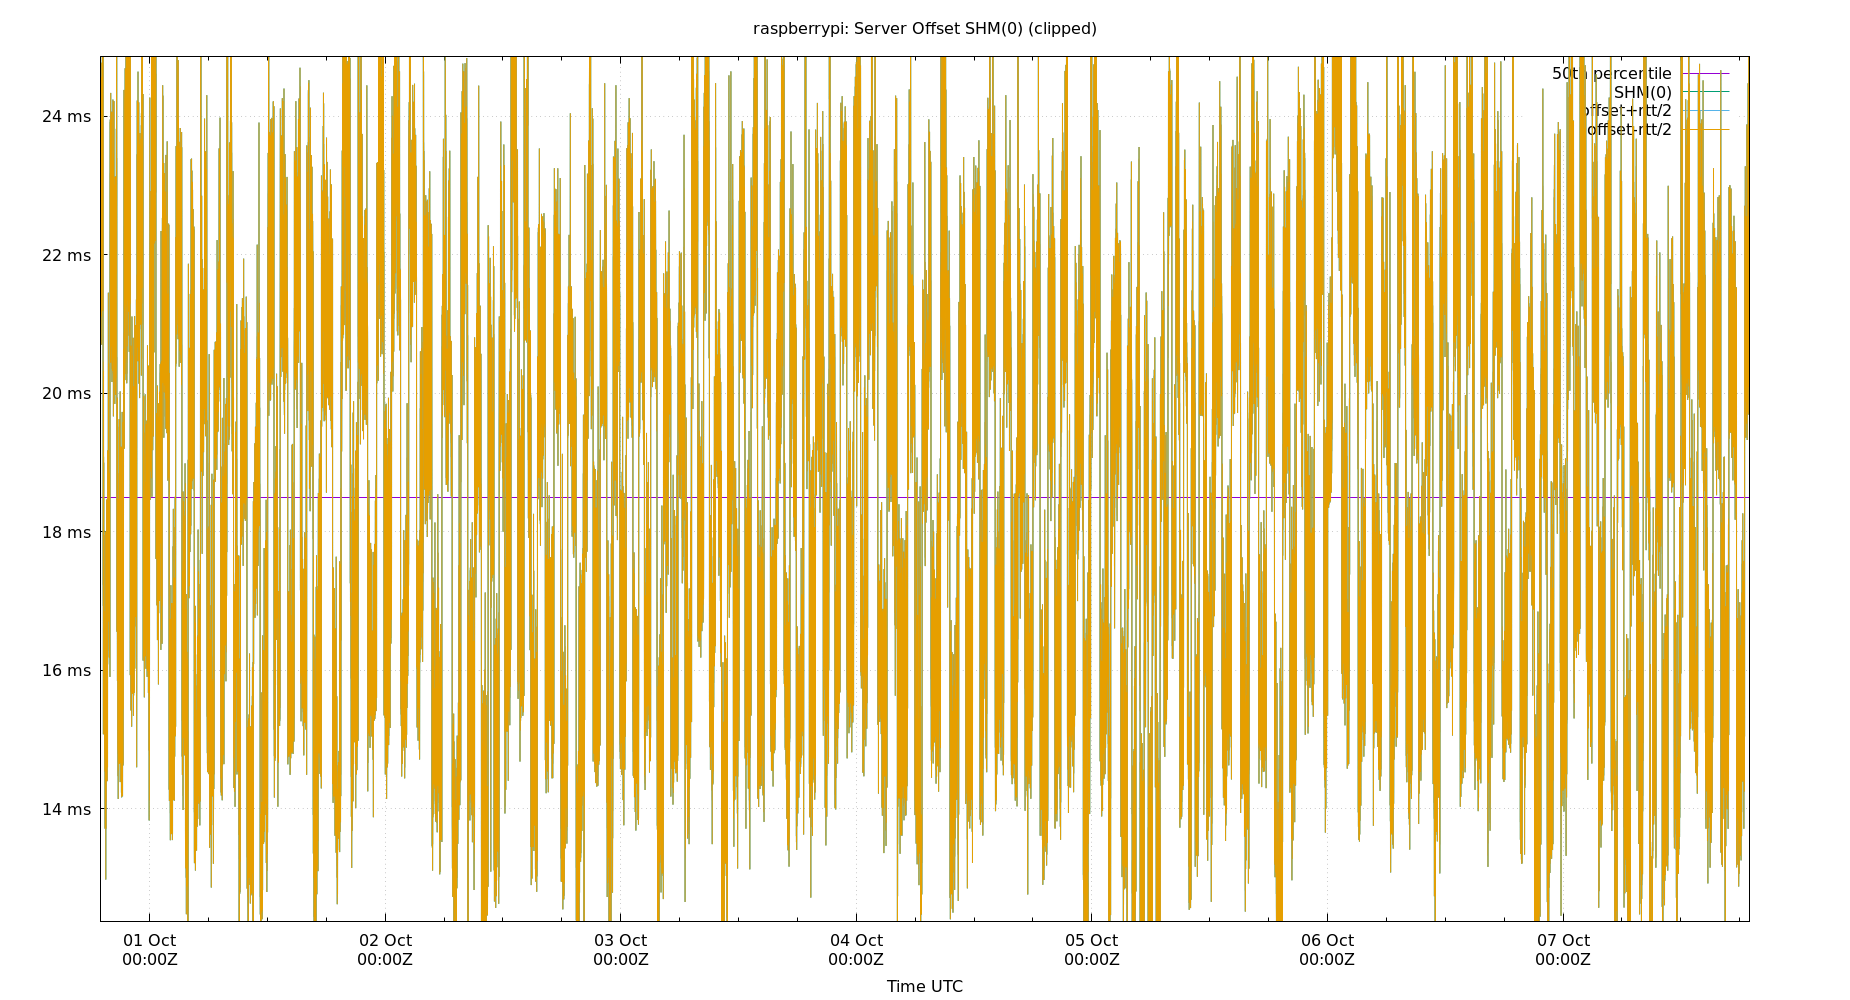 raspberrypi: Server Offset SHM(0) (clipped)
50th percentile
SHM(0)
offset+rtt/2
offset-rtt/2
24 ms
22 ms
20 ms
18 ms
16 ms
14 ms
01 Oct
00:00Z
02 Oct
00:00Z
03 Oct
00:00Z
04 Oct
00:00Z
05 Oct
00:00Z
06 Oct
00:00Z
07 Oct
00:00Z
Time UTC